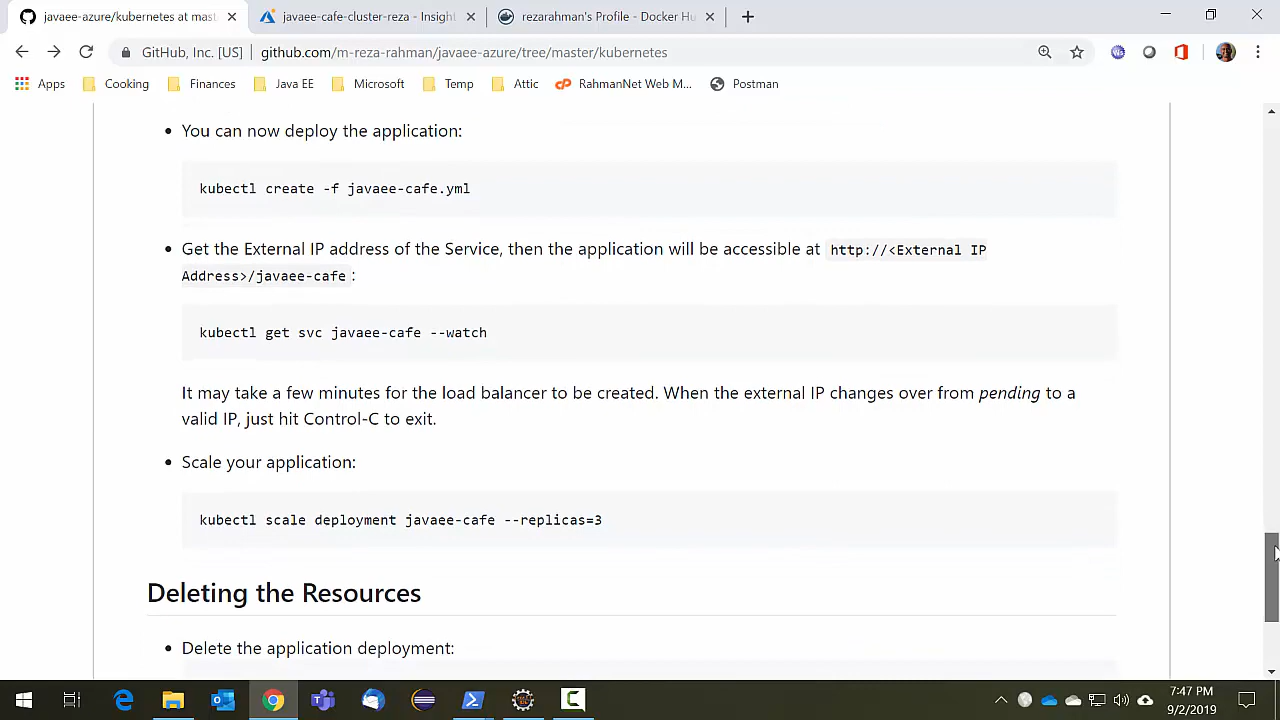 javaee-azure/kubernetes at mast
javaee-cafe-cluster-reza - Insight
rezarahman's Profile - Docker Hu
GitHub, Inc. [US]
github.com/m-reza-rahman/javaee-azure/tree/master/kubernetes
Apps
Cooking
Finances
Java EE
Microsoft
Temp
Attic
RahmanNet Web M...
Postman
You can now deploy the application:
kubectl create -f javaee-cafe.yml
Get the External IP address of the Service, then the application will be accessible at http://<External IP
Address>/javaee-cafe :
kubectl get svc javaee-cafe --watch
It may take a few minutes for the load balancer to be created. When the external IP changes over from pending to a
valid IP, just hit Control-C to exit.
Scale your application:
kubectl scale deployment javaee-cafe --replicas=3
Deleting the Resources
Delete the application deployment:
7:47 PM
9/2/2019